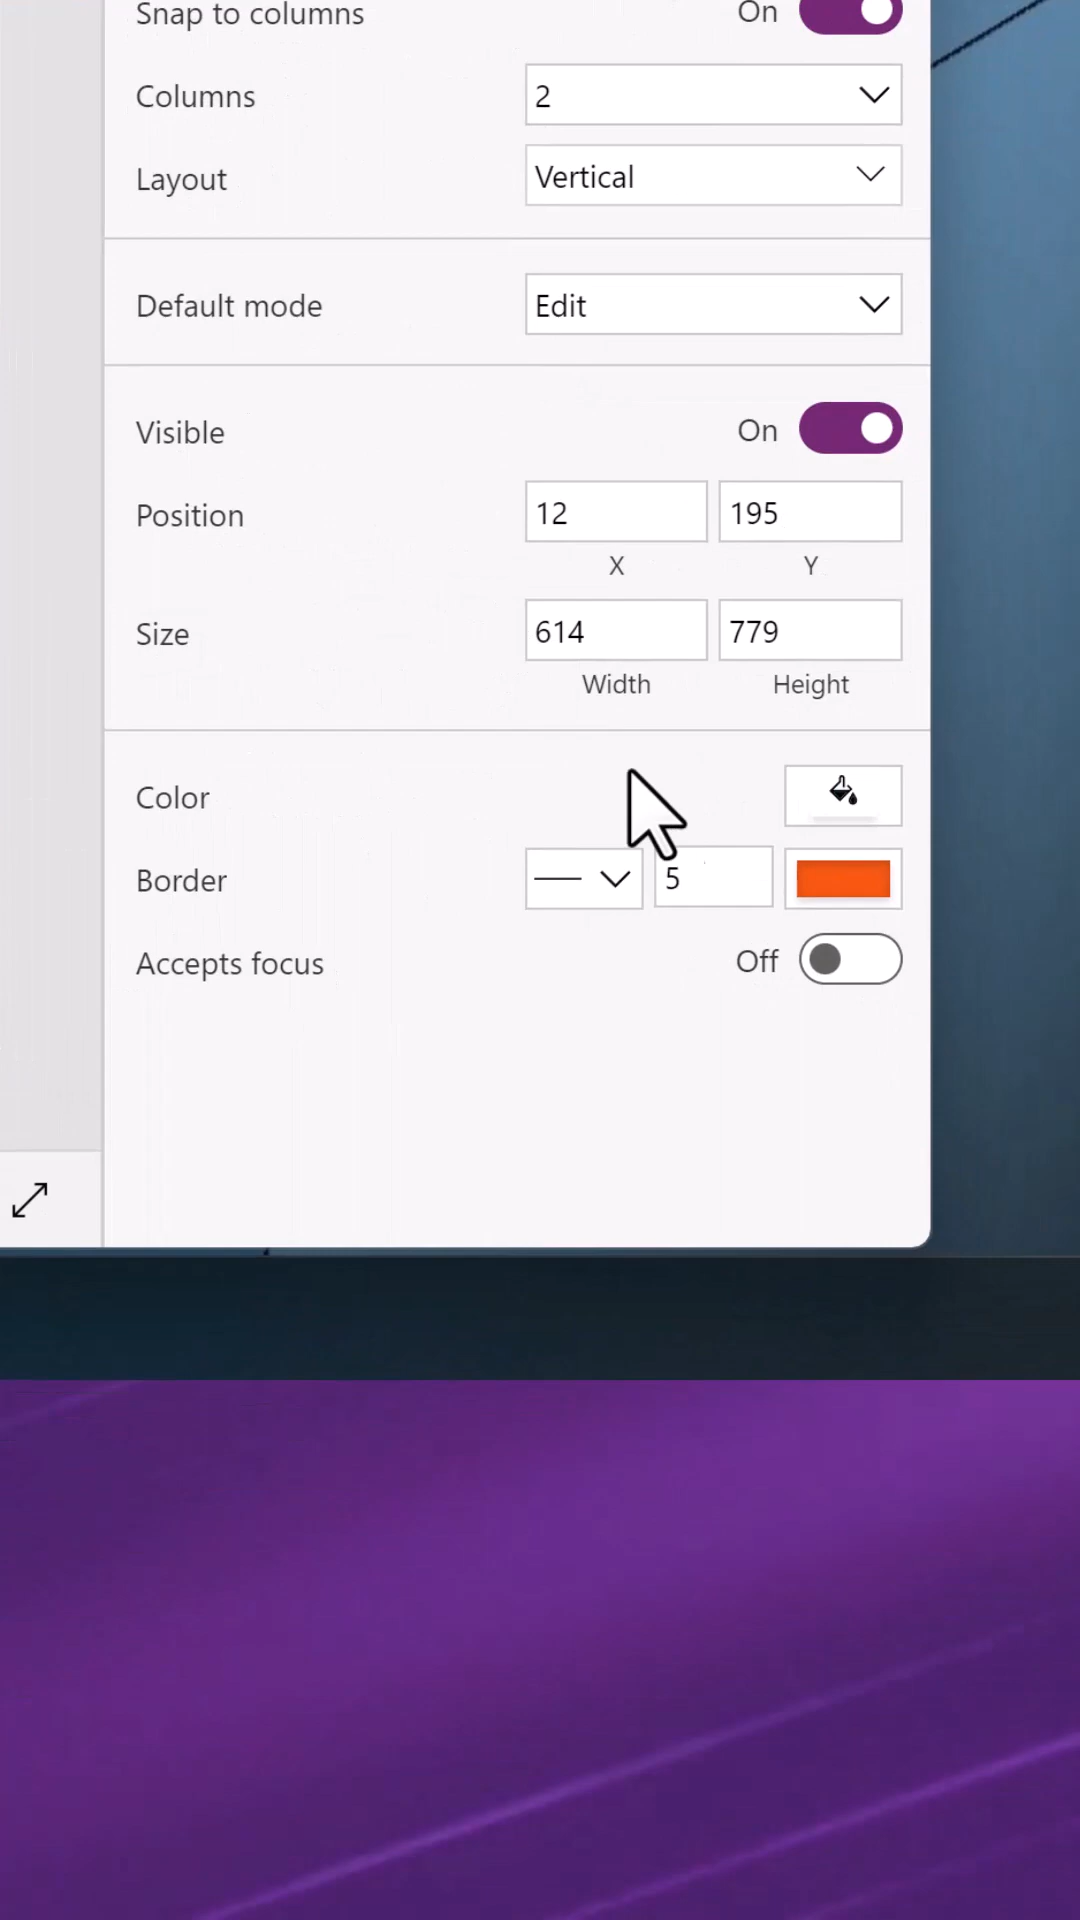 Snap to columns On
Columns 2
Layout Vertical
Default mode Edit
Visible On
Position 12 195
X Y
Size 614 779
Width Height
Color
Border 5
Accepts focus Off